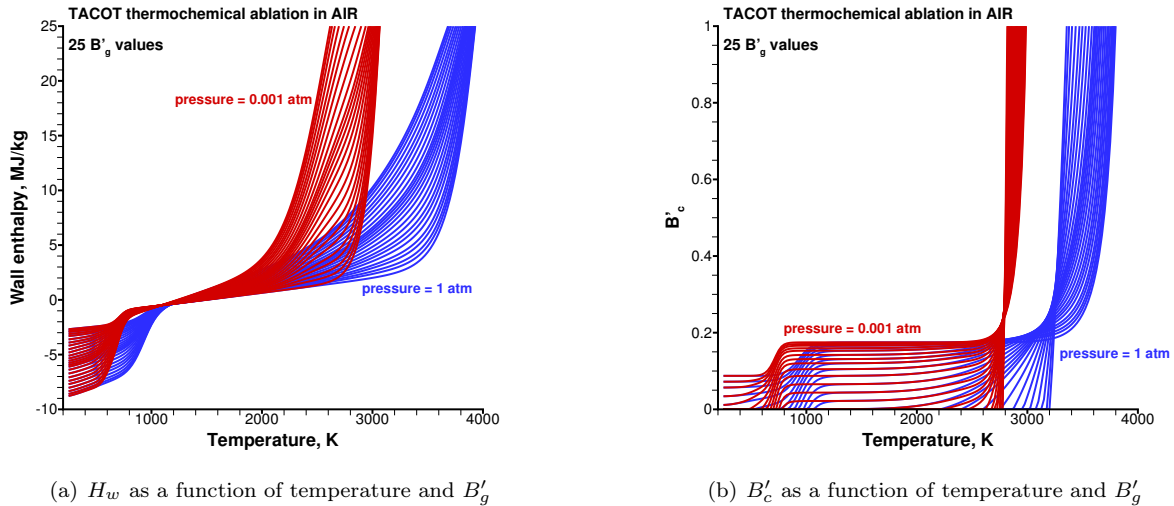 TACOT thermochemical ablation in AIR
25 B'g values
pressure = 0.001 atm
pressure = 1 atm
Wall enthalpy, MJ/kg
25
20
15
10
5
0
-5
-10
1000
2000
3000
4000
Temperature, K
(a) Hw as a function of temperature and B′g
TACOT thermochemical ablation in AIR
25 B'g values
pressure = 0.001 atm
pressure = 1 atm
B'c
1
0.8
0.6
0.4
0.2
0
1000
2000
3000
4000
Temperature, K
(b) B′c as a function of temperature and B′g